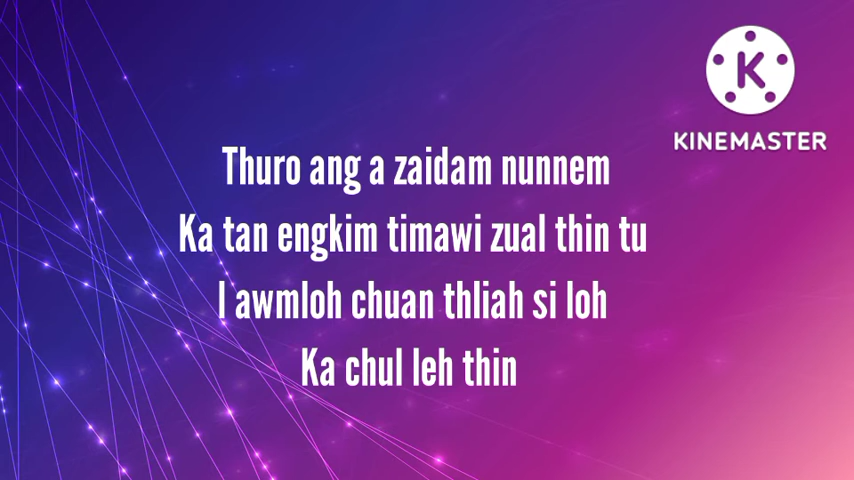 KINEMASTER
Thuro ang a zaidam nunnem
Ka tan engkim timawi zual thin tu
I awmloh chuan thliah si loh
Ka chul leh thin